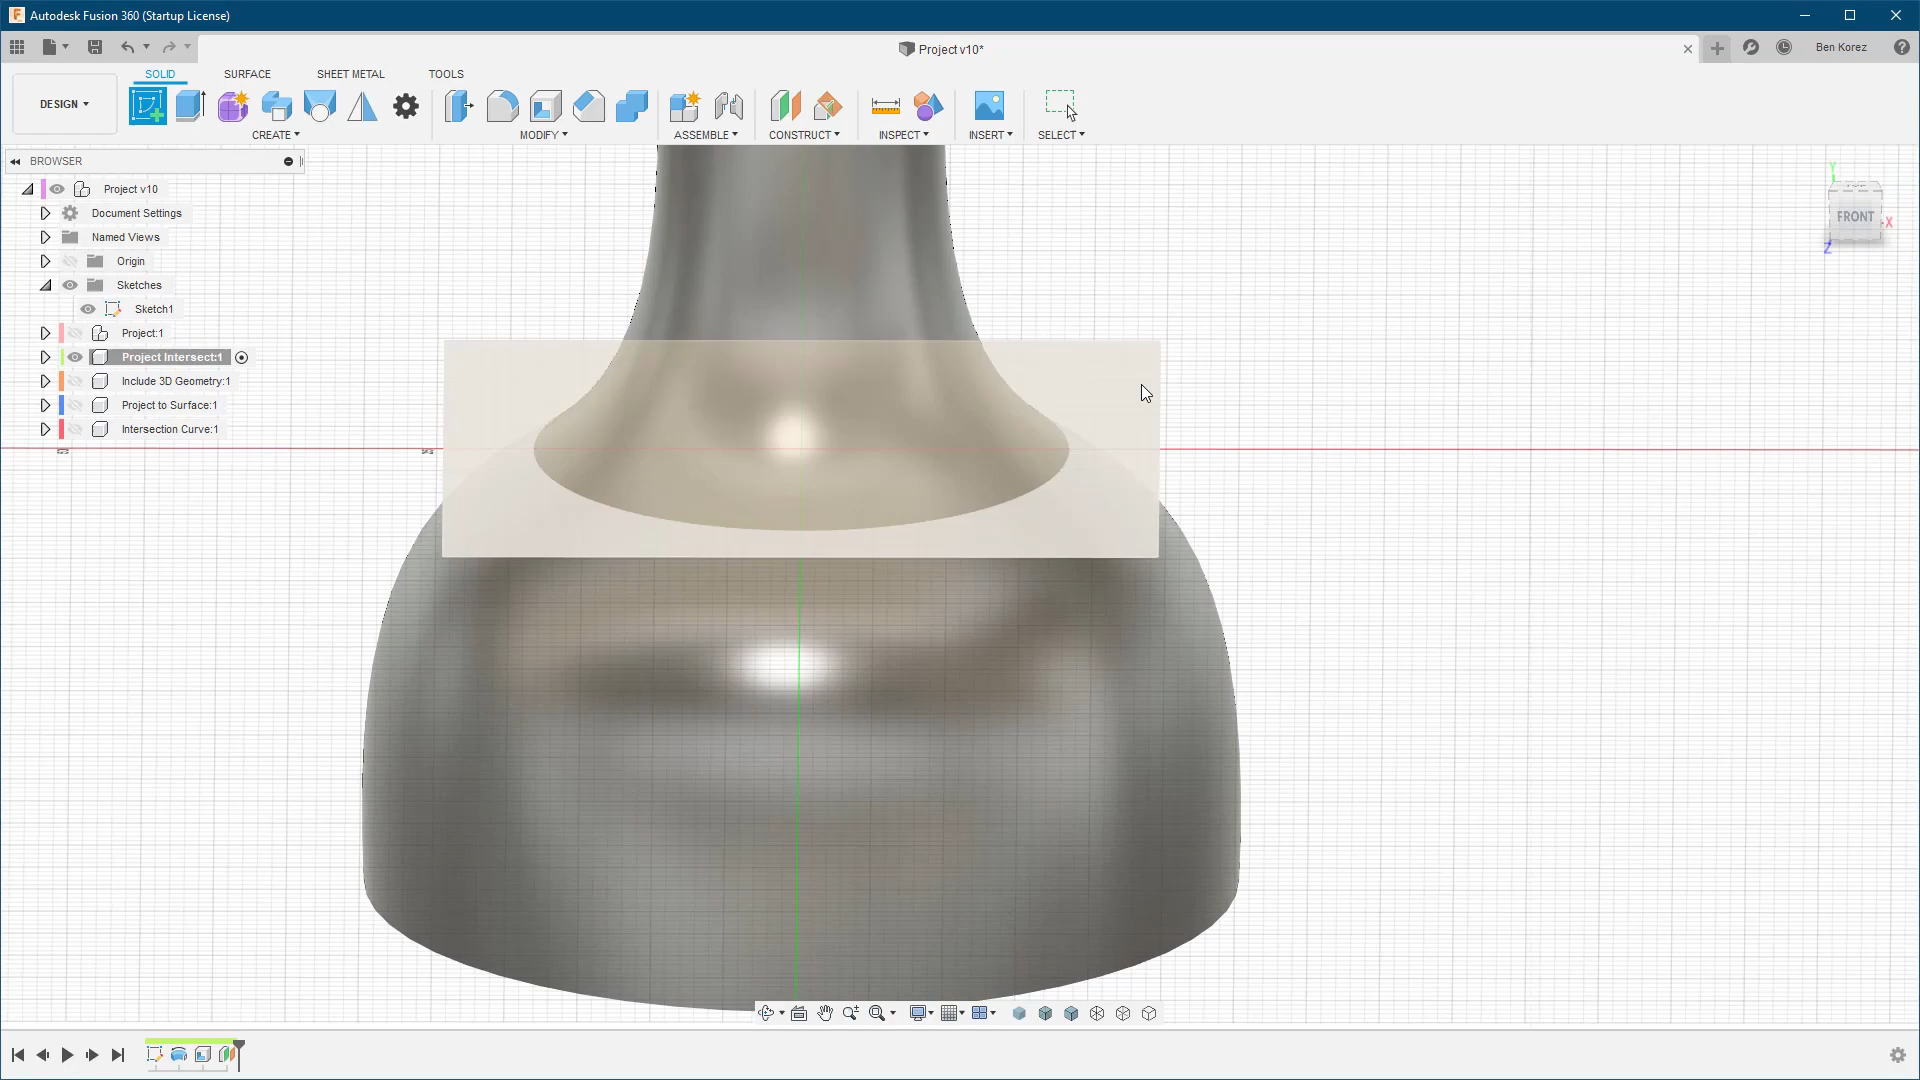 Autodesk Fusion 360 (Startup License)
Project v10*
Ben Korez
SOLID
SURFACE
SHEET METAL
TOOLS
DESIGN
CREATE
MODIFY
ASSEMBLE
CONSTRUCT
INSPECT
INSERT
SELECT
BROWSER
Project v10
Document Settings
Named Views
Origin
Sketches
Sketch1
Project:1
Project Intersect:1
Include 3D Geometry:1
Project to Surface:1
Intersection Curve:1
Y
FRONT
X
Z